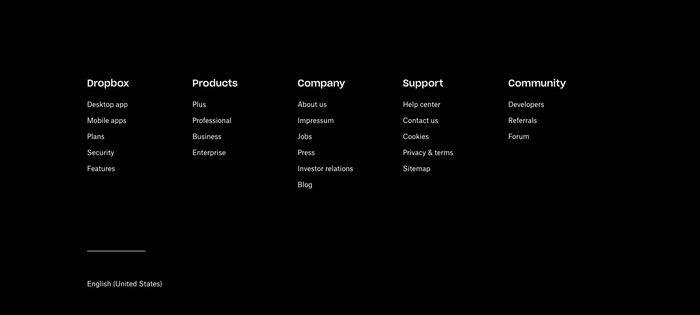 Dropbox
Desktop app
Mobile apps
Plans
Security
Features
Products
Plus
Professional
Business
Enterprise
Company
About us
Impressum
Jobs
Press
Investor relations
Blog
Support
Help center
Contact us
Cookies
Privacy & terms
Sitemap
Community
Developers
Referrals
Forum
English (United States)